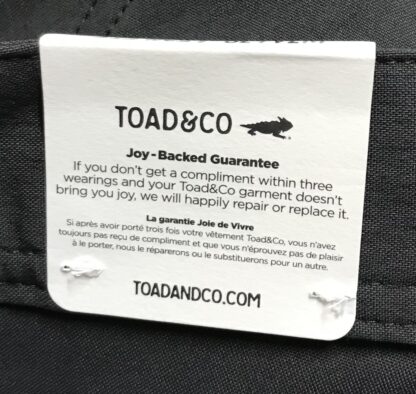 TOAD&CO
Joy-Backed Guarantee
If you don't get a compliment within three
wearings and your Toad&Co garment doesn't
bring you joy, we will happily repair or replace it.
La garantie Joie de Vivre
Si après avoir porté trois fois votre vêtement Toad&Co, vous n'avez
toujours pas reçu de compliment et que vous n'éprouvez pas de plaisir
à le porter, nous le réparerons ou le substituerons pour un autre.
TOADANDCO.COM